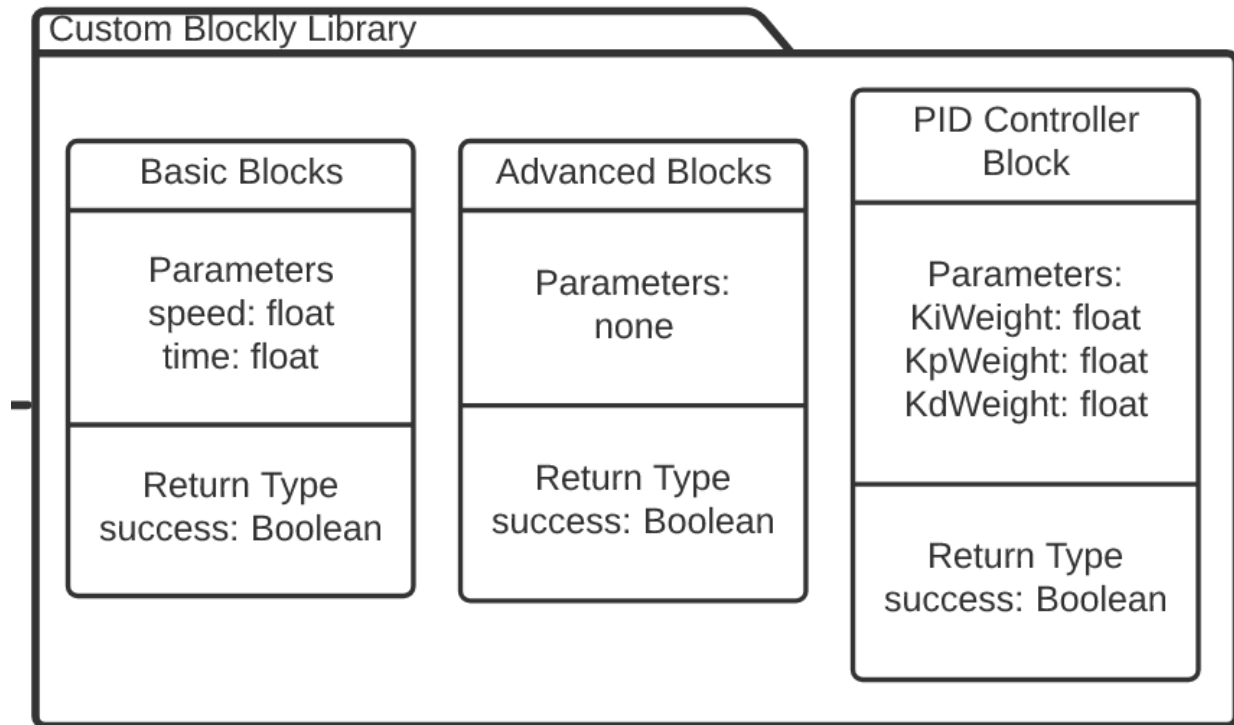 Custom Blockly Library
Basic Blocks
Parameters
speed: float
time: float
Return Type
success: Boolean
Advanced Blocks
Parameters:
none
Return Type
success: Boolean
PID Controller
Block
Parameters:
KiWeight: float
KpWeight: float
KdWeight: float
Return Type
success: Boolean